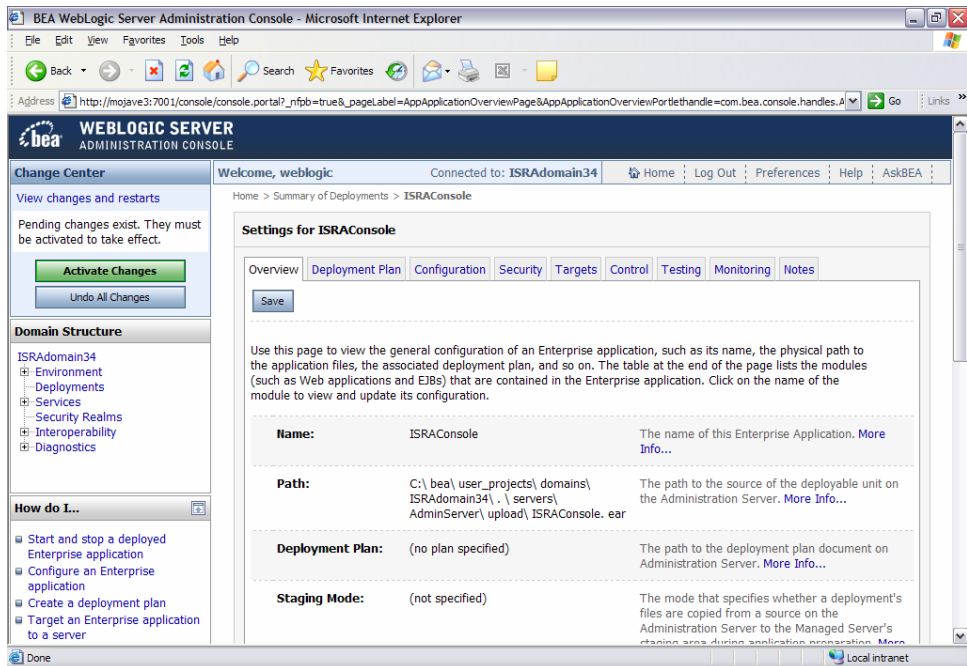 BEA WebLogic Server Administration Console - Microsoft Internet Explorer
File Edit View Favorites Tools Help
Back Search Favorites
Address http://mojave3:7001/console/console.portal?_nfpb=true&_pageLabel=AppApplicationOverviewPage&AppApplicationOverviewPortlethandle=com.bea.console.handles.A Go Links »
bea WEBLOGIC SERVER
ADMINISTRATION CONSOLE
Change Center
View changes and restarts
Pending changes exist. They must
be activated to take effect.
Activate Changes
Undo All Changes
Domain Structure
ISRAdomain34
Environment
Deployments
Services
Security Realms
Interoperability
Diagnostics
How do I...
Start and stop a deployed
Enterprise application
Configure an Enterprise
application
Create a deployment plan
Target an Enterprise application
to a server
Welcome, weblogic Connected to: ISRAdomain34 Home Log Out Preferences Help AskBEA
Home > Summary of Deployments > ISRAConsole
Settings for ISRAConsole
Overview Deployment Plan Configuration Security Targets Control Testing Monitoring Notes
Save
Use this page to view the general configuration of an Enterprise application, such as its name, the physical path to
the application files, the associated deployment plan, and so on. The table at the end of the page lists the modules
(such as Web applications and EJBs) that are contained in the Enterprise application. Click on the name of the
module to view and update its configuration.
Name: ISRAConsole The name of this Enterprise Application. More
Info...
Path: C:\ bea\ user_projects\ domains\ The path to the source of the deployable unit on
ISRAdomain34\ . \ servers\ the Administration Server. More Info...
AdminServer\ upload\ ISRAConsole. ear
Deployment Plan: (no plan specified) The path to the deployment plan document on
Administration Server. More Info...
Staging Mode: (not specified) The mode that specifies whether a deployment's
files are copied from a source on the
Administration Server to the Managed Server's
staging area during application preparation. More
Done Local intranet